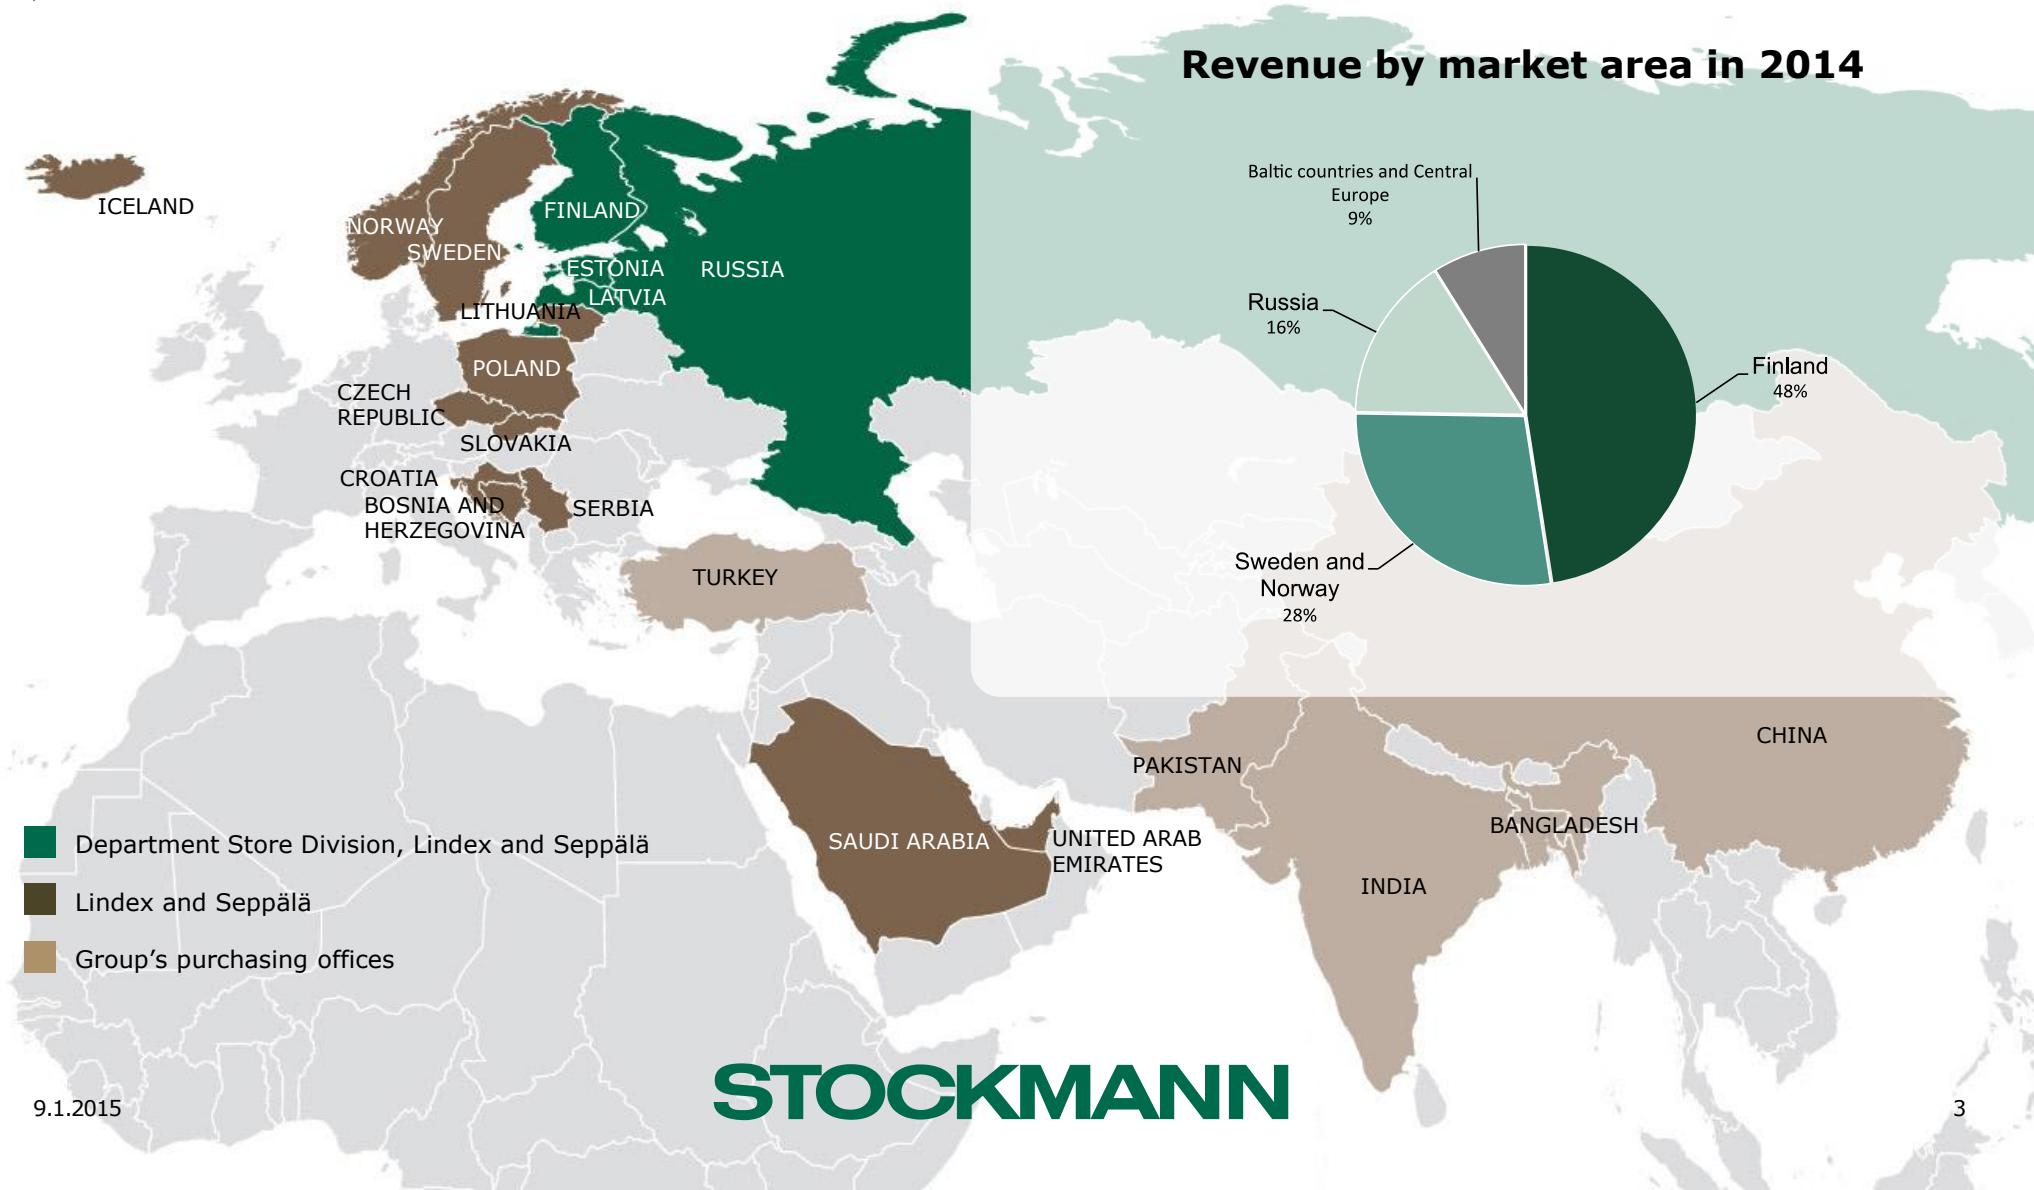 Revenue by market area in 2014
Baltic countries and Central
Europe
9%
Russia
16%
Finland
48%
Sweden and
Norway
28%
ICELAND
NORWAY
SWEDEN
FINLAND
ESTONIA
RUSSIA
LATVIA
LITHUANIA
POLAND
CZECH
REPUBLIC
SLOVAKIA
CROATIA
BOSNIA AND
HERZEGOVINA
SERBIA
TURKEY
CHINA
PAKISTAN
BANGLADESH
SAUDI ARABIA
UNITED ARAB
EMIRATES
INDIA
Department Store Division, Lindex and Seppälä
Lindex and Seppälä
Group’s purchasing offices
STOCKMANN
9.1.2015
3